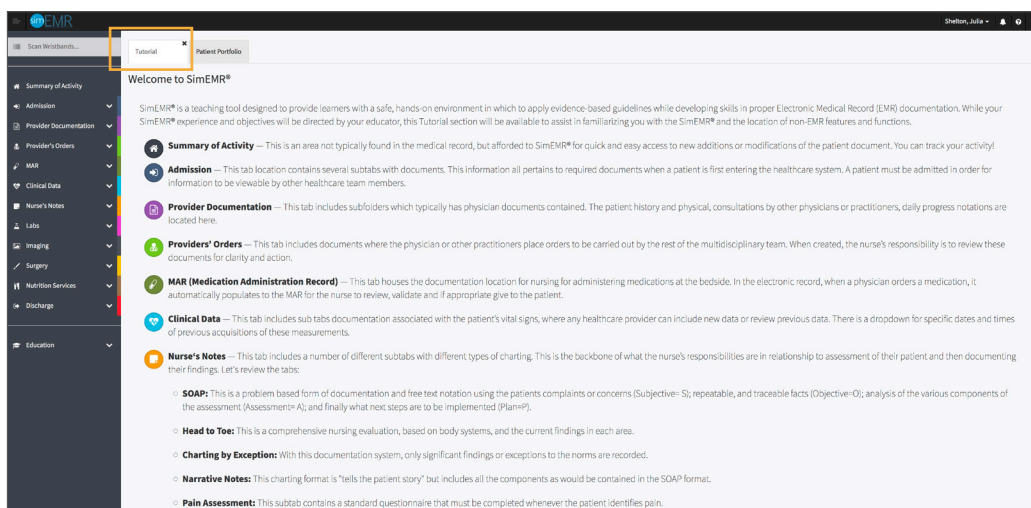 simEMR
Shelton, Julia
Scan Wristbands...
Tutorial
Patient Portfolio
Summary of Activity
Admission
Provider Documentation
Provider's Orders
MAR
Clinical Data
Nurse's Notes
Labs
Imaging
Surgery
Nutrition Services
Discharge
Education
Welcome to SimEMR®
SimEMR® is a teaching tool designed to provide learners with a safe, hands-on environment in which to apply evidence-based guidelines while developing skills in proper Electronic Medical Record (EMR) documentation. While your
SimEMR® experience and objectives will be directed by your educator, this Tutorial section will be available to assist in familiarizing you with the SimEMR® and the location of non-EMR features and functions.
Summary of Activity — This is an area not typically found in the medical record, but afforded to SimEMR® for quick and easy access to new additions or modifications of the patient document. You can track your activity!
Admission — This tab location contains several subtabs with documents. This information all pertains to required documents when a patient is first entering the healthcare system. A patient must be admitted in order for
information to be viewable by other healthcare team members.
Provider Documentation — This tab includes subfolders which typically has physician documents contained. The patient history and physical, consultations by other physicians or practitioners, daily progress notations are
located here.
Providers' Orders — This tab includes documents where the physician or other practitioners place orders to be carried out by the rest of the multidisciplinary team. When created, the nurse's responsibility is to review these
documents for clarity and action.
MAR (Medication Administration Record) — This tab houses the documentation location for nursing for administering medications at the bedside. In the electronic record, when a physician orders a medication, it
automatically populates to the MAR for the nurse to review, validate and if appropriate give to the patient.
Clinical Data — This tab includes sub tabs documentation associated with the patient's vital signs, where any healthcare provider can include new data or review previous data. There is a dropdown for specific dates and times
of previous acquisitions of these measurements.
Nurse's Notes — This tab includes a number of different subtabs with different types of charting. This is the backbone of what the nurse's responsibilities are in relationship to assessment of their patient and then documenting
their findings. Let's review the tabs:
SOAP: This is a problem based form of documentation and free text notation using the patients complaints or concerns (Subjective= S); repeatable, and traceable facts (Objective=O); analysis of the various components of
the assessment (Assessment= A); and finally what next steps are to be implemented (Plan=P).
Head to Toe: This is a comprehensive nursing evaluation, based on body systems, and the current findings in each area.
Charting by Exception: With this documentation system, only significant findings or exceptions to the norms are recorded.
Narrative Notes: This charting format is "tells the patient story" but includes all the components as would be contained in the SOAP format.
Pain Assessment: This subtab contains a standard questionnaire that must be completed whenever the patient identifies pain.